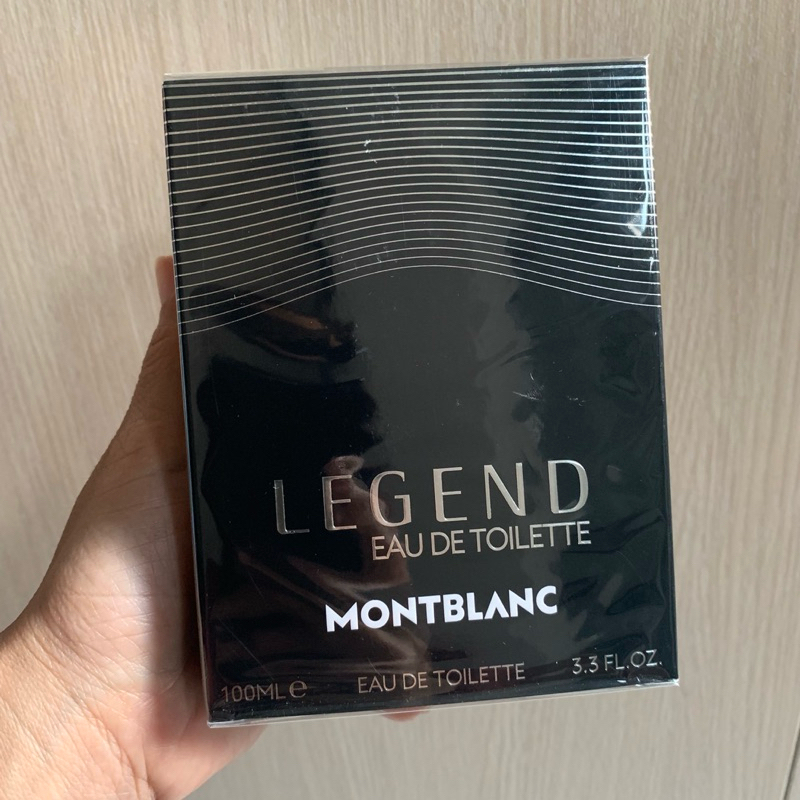 LEGEND
EAU DE TOILETTE
MONTBLANC
100ML ℮ EAU DE TOILETTE 3.3 FL.OZ.